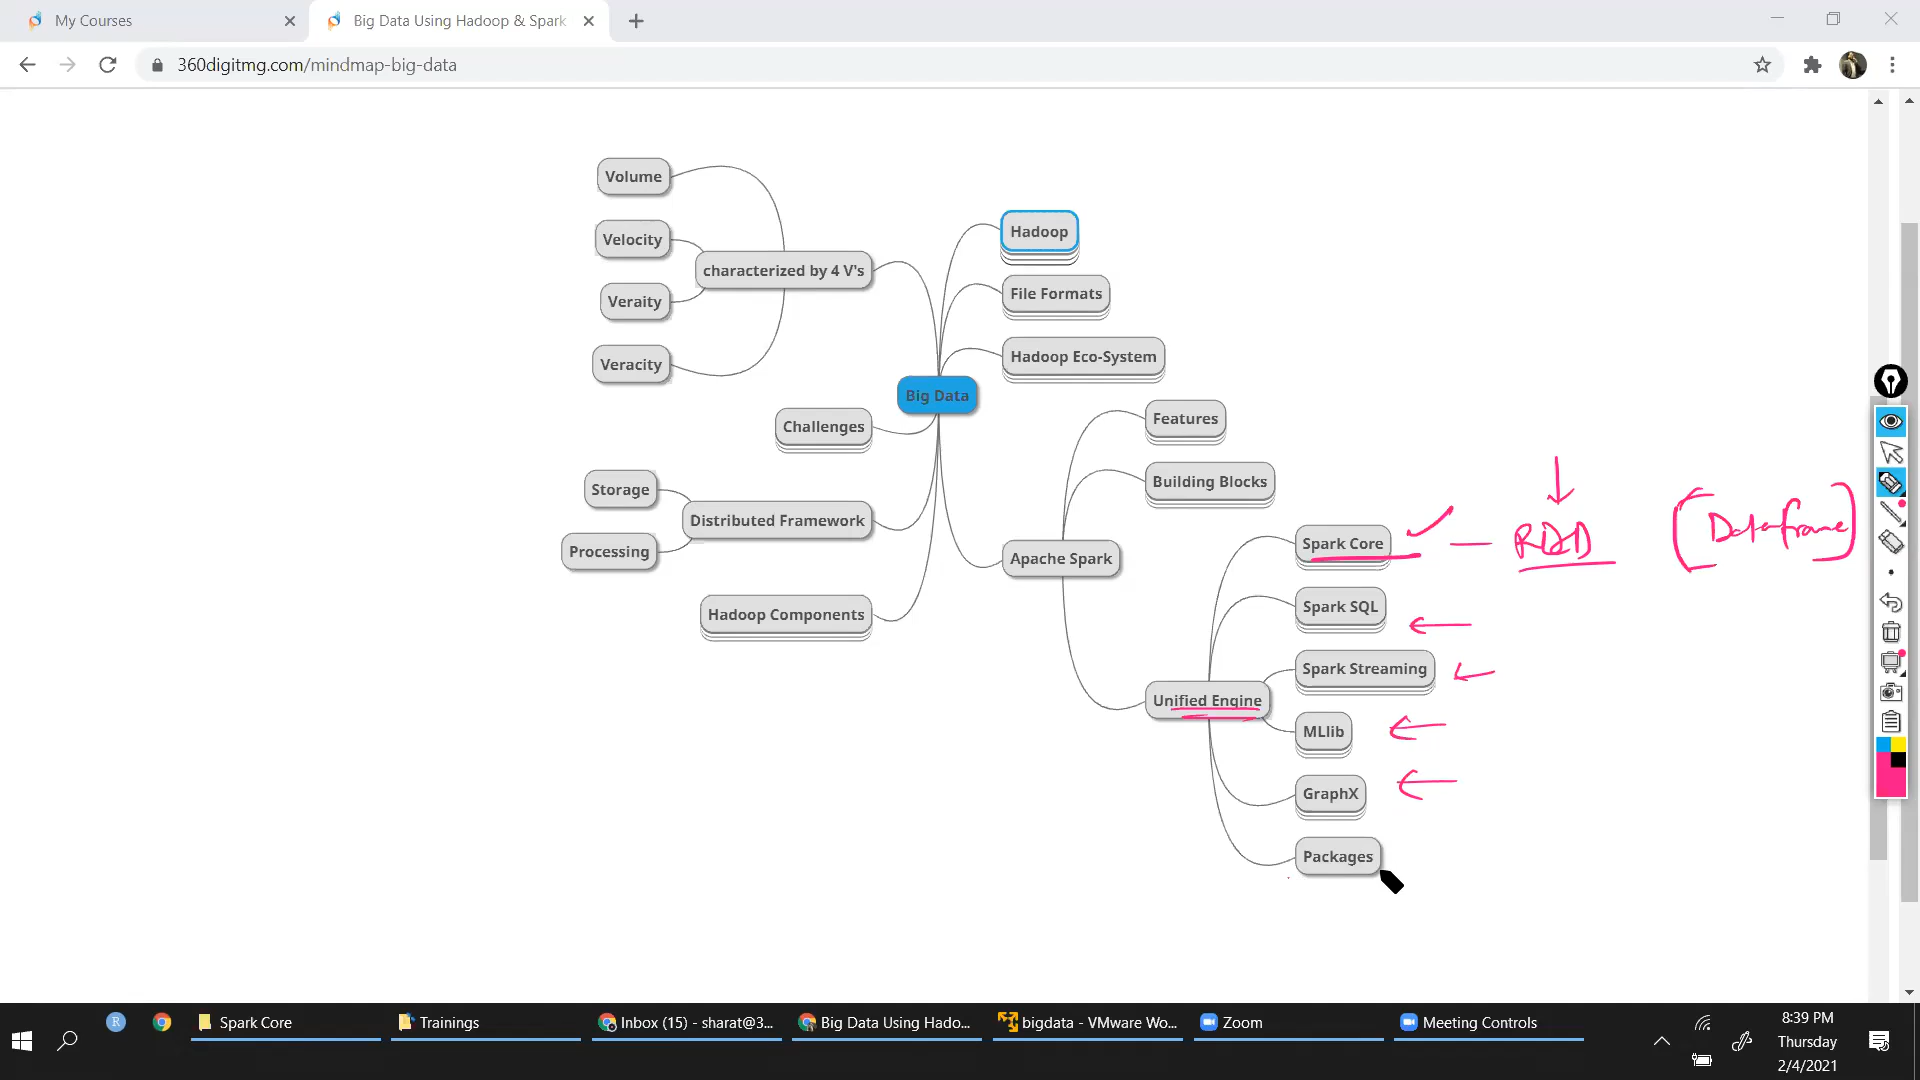 My Courses
Big Data Using Hadoop & Spark
360digitmg.com/mindmap-big-data
Volume
Velocity
Veraity
Veracity
characterized by 4 V's
Hadoop
File Formats
Hadoop Eco-System
Big Data
Challenges
Storage
Processing
Distributed Framework
Hadoop Components
Features
Building Blocks
Apache Spark
Spark Core
RDD
Dataframe
Spark SQL
Spark Streaming
Unified Engine
MLlib
GraphX
Packages
R
Spark Core
Trainings
Inbox (15) - sharat@3...
Big Data Using Hado...
bigdata - VMware Wo...
Zoom
Meeting Controls
8:39 PM
Thursday
2/4/2021